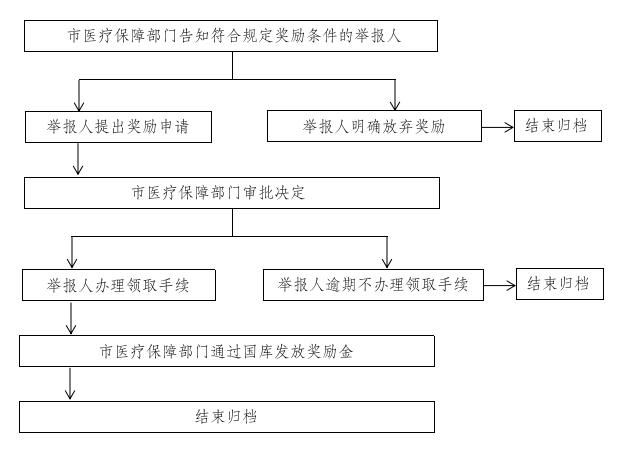 市医疗保障部门告知符合规定奖励条件的举报人
举报人提出奖励申请
举报人明确放弃奖励
结束归档
市医疗保障部门审批决定
举报人办理领取手续
举报人逾期不办理领取手续
结束归档
市医疗保障部门通过国库发放奖励金
结束归档